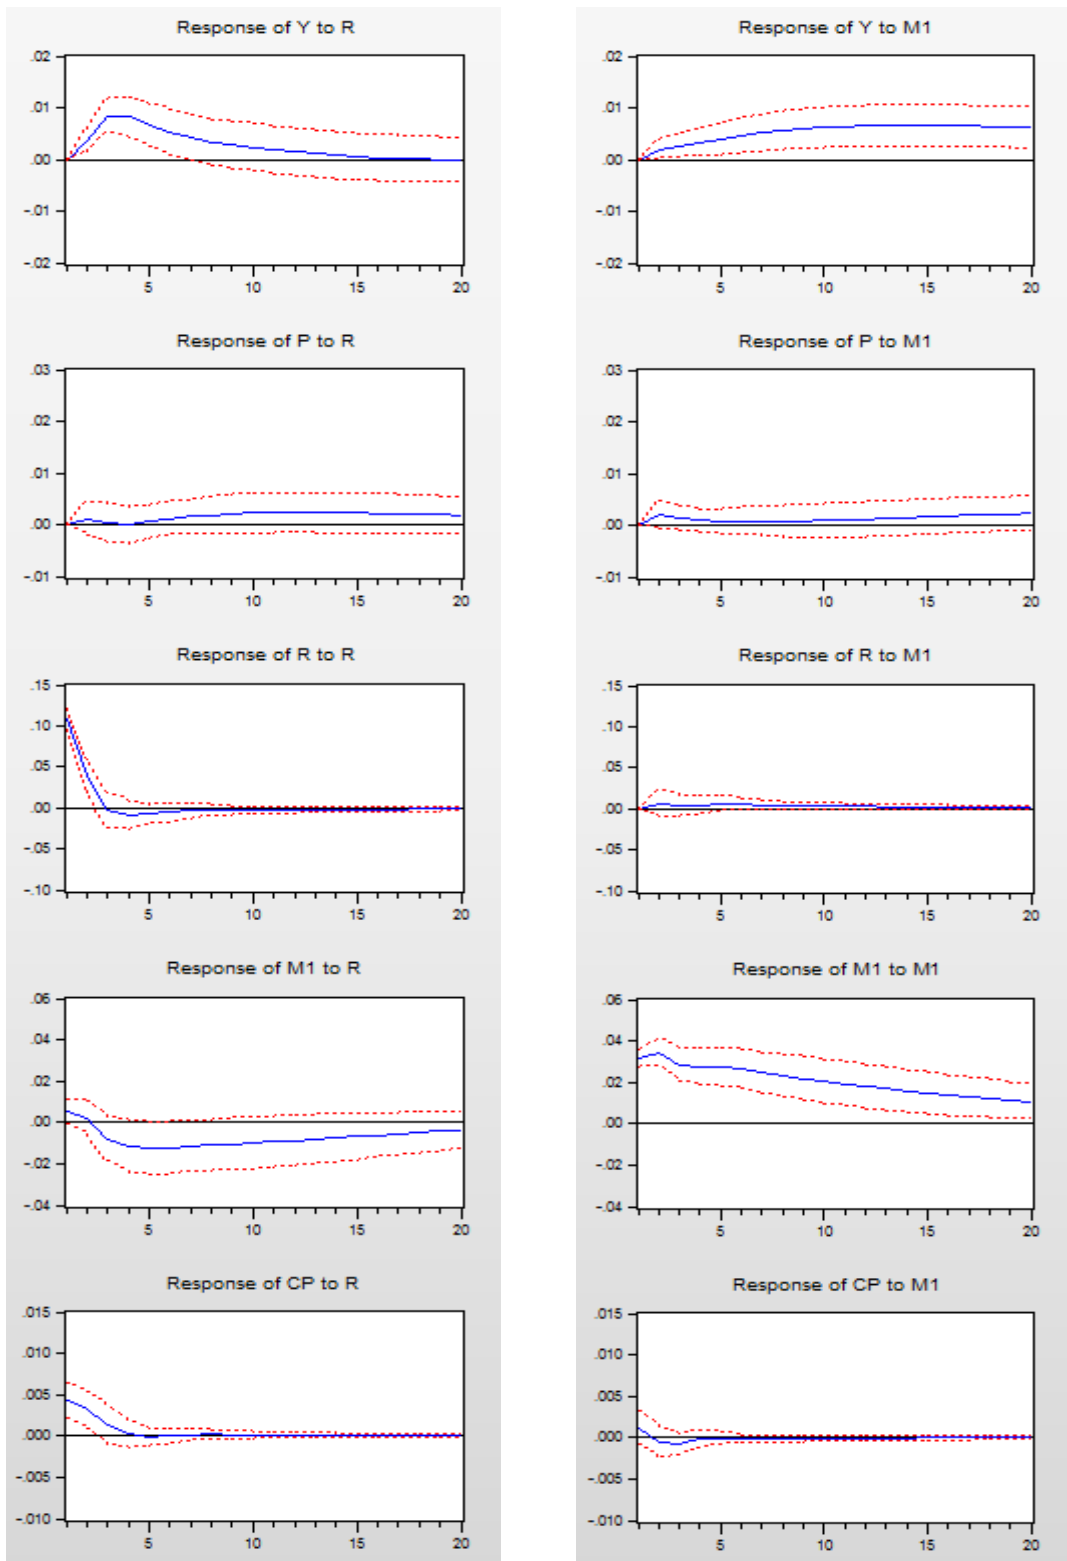 Response of Y to R
.02
.01
.00
-.01
-.02
5 10 15 20
Response of Y to M1
.02
.01
.00
-.01
-.02
5 10 15 20
Response of P to R
.03
.02
.01
.00
-.01
5 10 15 20
Response of P to M1
.03
.02
.01
.00
-.01
5 10 15 20
Response of R to R
.15
.10
.05
.00
-.05
-.10
5 10 15 20
Response of R to M1
.15
.10
.05
.00
-.05
-.10
5 10 15 20
Response of M1 to R
.06
.04
.02
.00
-.02
-.04
5 10 15 20
Response of M1 to M1
.06
.04
.02
.00
-.02
-.04
5 10 15 20
Response of CP to R
.015
.010
.005
.000
-.005
-.010
5 10 15 20
Response of CP to M1
.015
.010
.005
.000
-.005
-.010
5 10 15 20